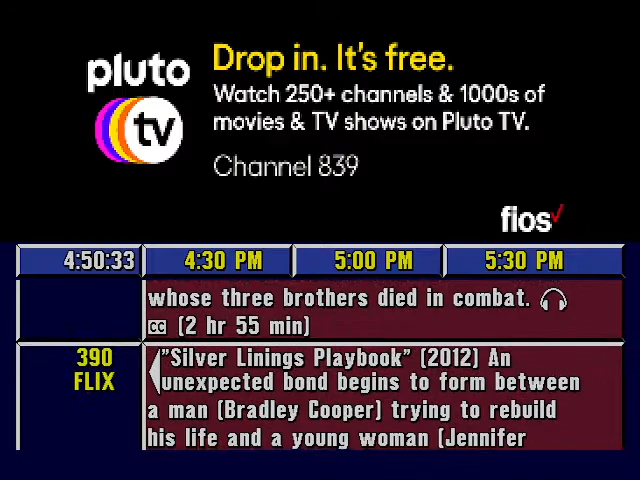 pluto
tv
Drop in. It's free.
Watch 250+ channels & 1000s of
movies & TV shows on Pluto TV.
Channel 839
fios
4:50:33 4:30 PM 5:00 PM 5:30 PM
whose three brothers died in combat.
CC (2 hr 55 min)
390
FLIX
"Silver Linings Playbook" (2012) An
unexpected bond begins to form between
a man (Bradley Cooper) trying to rebuild
his life and a young woman (Jennifer